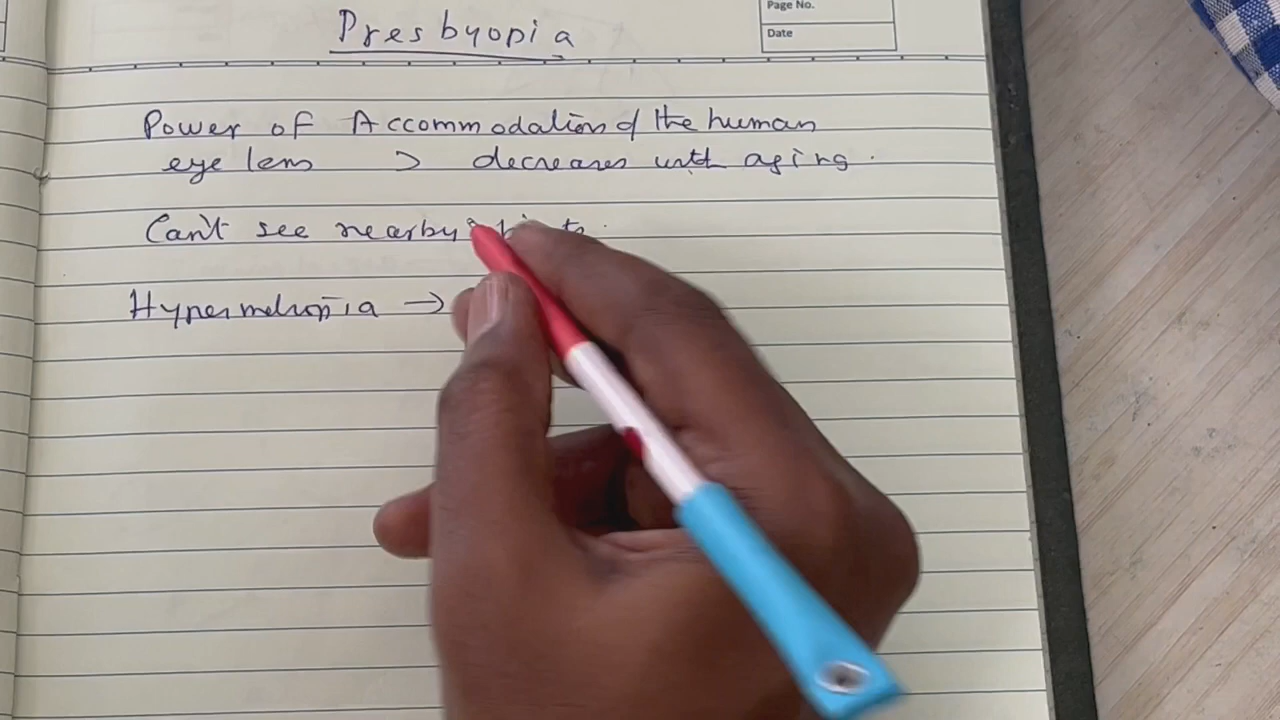 Presbyopia
Page No.
Date
Power of Accommodation of the human
eye lens > decreases with aging.
Can't see nearby
Hypermetropia →